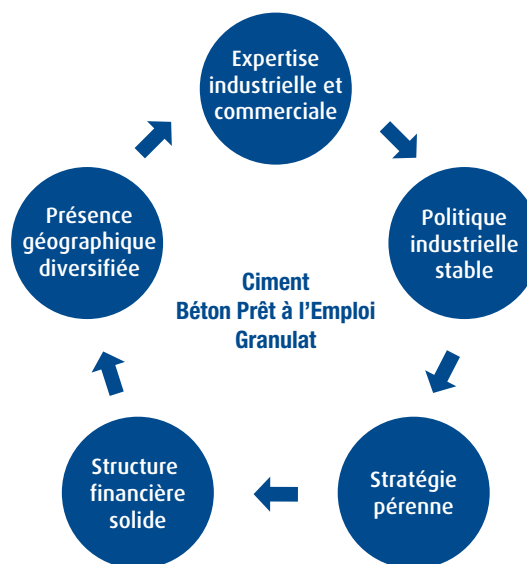 Expertise
industrielle et
commerciale
Présence
géographique
diversifiée
Politique
industrielle
stable
Ciment
Béton Prêt à l’Emploi
Granulat
Structure
financière
solide
Stratégie
pérenne